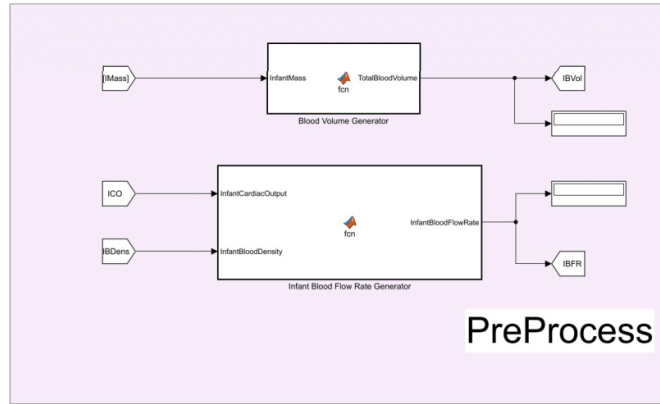 [IMass]
InfantMass
fcn
TotalBloodVolume
IBVol
Blood Volume Generator
ICO
InfantCardiacOutput
IBDens
InfantBloodDensity
fcn
InfantBloodFlowRate
IBFR
Infant Blood Flow Rate Generator
PreProcess